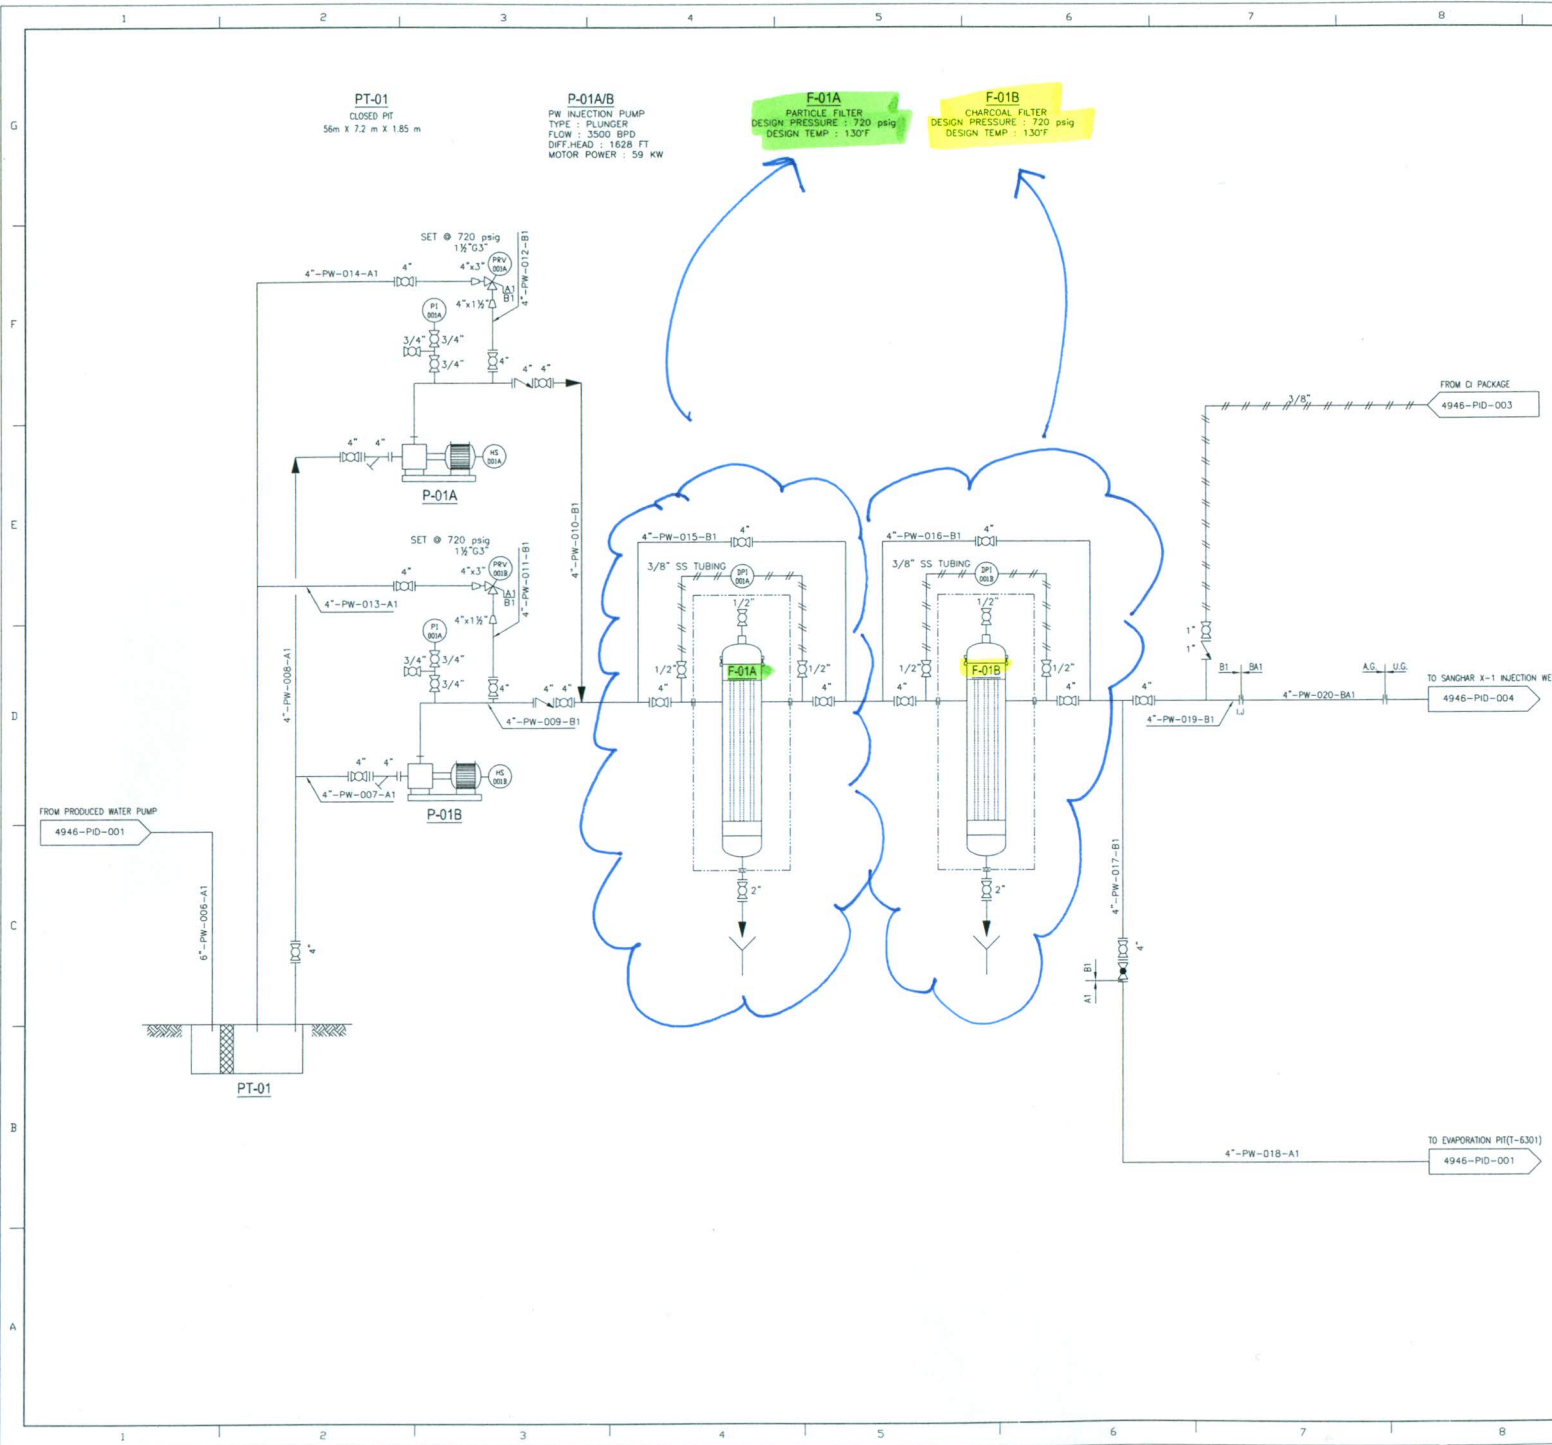 1 2 3 4 5 6 7 8
G
F
E
D
C
B
A
PT-01
CLOSED PIT
56m X 7.2 m X 1.85 m
P-01A/B
PW INJECTION PUMP
TYPE : PLUNGER
FLOW : 3500 BPD
DIFF.HEAD : 1628 FT
MOTOR POWER : 59 KW
F-01A
PARTICLE FILTER
DESIGN PRESSURE : 720 psig
DESIGN TEMP : 130°F
F-01B
CHARCOAL FILTER
DESIGN PRESSURE : 720 psig
DESIGN TEMP : 130°F
SET @ 720 psig
1½"G3"
4"-PW-014-A1
4"
4"x3"
PRV
001A
A1
B1
4"-PW-012-B1
4"x1½"
PI
001A
3/4"
3/4"
3/4"
4"
4"
4"
4"
4"
HS
001A
P-01A
4"-PW-010-B1
SET @ 720 psig
1½"G3"
4"
4"x3"
PRV
001B
A1
B1
4"-PW-011-B1
4"-PW-013-A1
4"x1½"
PI
001A
3/4"
3/4"
3/4"
4"
4"
4"
4"-PW-009-B1
4"-PW-008-A1
4"
4"
HS
001B
4"-PW-007-A1
P-01B
FROM PRODUCED WATER PUMP
4946-PID-001
6"-PW-006-A1
4"
PT-01
4"-PW-015-B1
4"
3/8" SS TUBING
DPI
001A
1/2"
F-01A
1/2"
1/2"
4"
4"
2"
4"-PW-016-B1
4"
3/8" SS TUBING
DPI
001B
1/2"
F-01B
1/2"
1/2"
4"
4"
2"
4"
FROM CI PACKAGE
4946-PID-003
3/8"
1"
1"
B1
BA1
A.G.
U.G.
4"-PW-020-BA1
4"-PW-019-B1
TO SANGHAR X-1 INJECTION WE
4946-PID-004
4"-PW-017-B1
4"
B1
A1
4"-PW-018-A1
TO EVAPORATION PIT(T-6301)
4946-PID-001
1 2 3 4 5 6 7 8